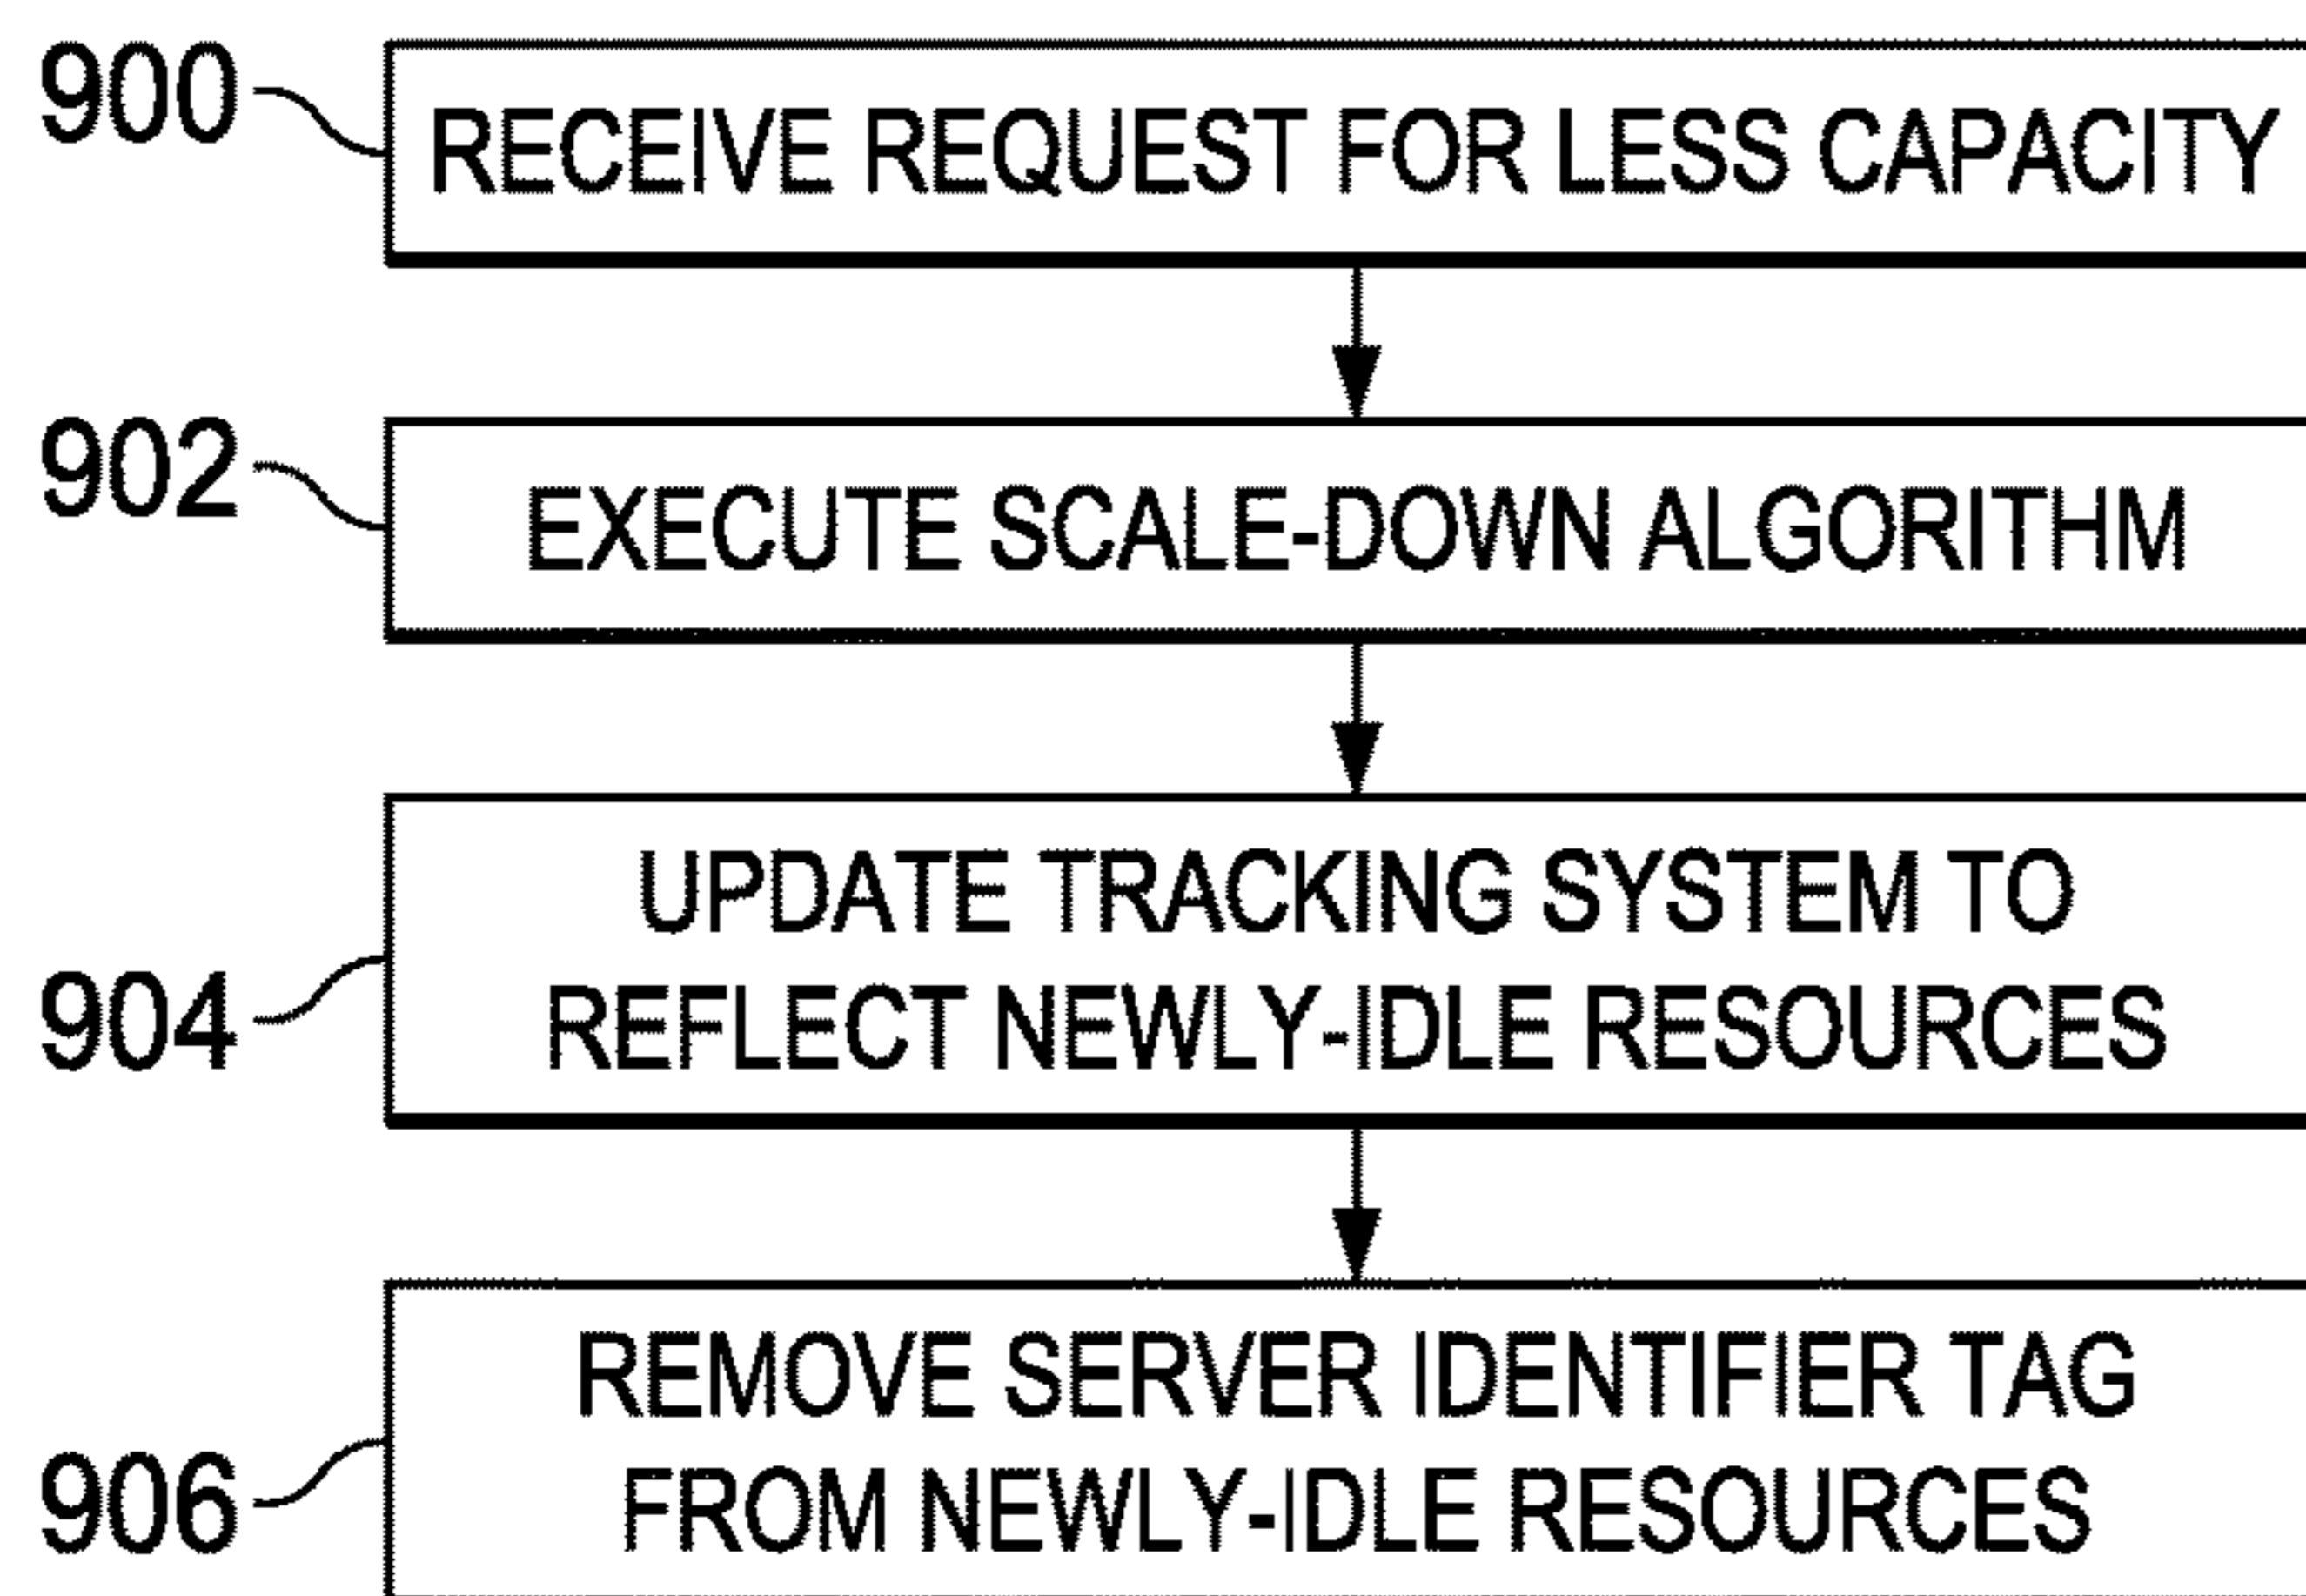 900
RECEIVE REQUEST FOR LESS CAPACITY
902
EXECUTE SCALE-DOWN ALGORITHM
904
UPDATE TRACKING SYSTEM TO
REFLECT NEWLY-IDLE RESOURCES
906
REMOVE SERVER IDENTIFIER TAG
FROM NEWLY-IDLE RESOURCES